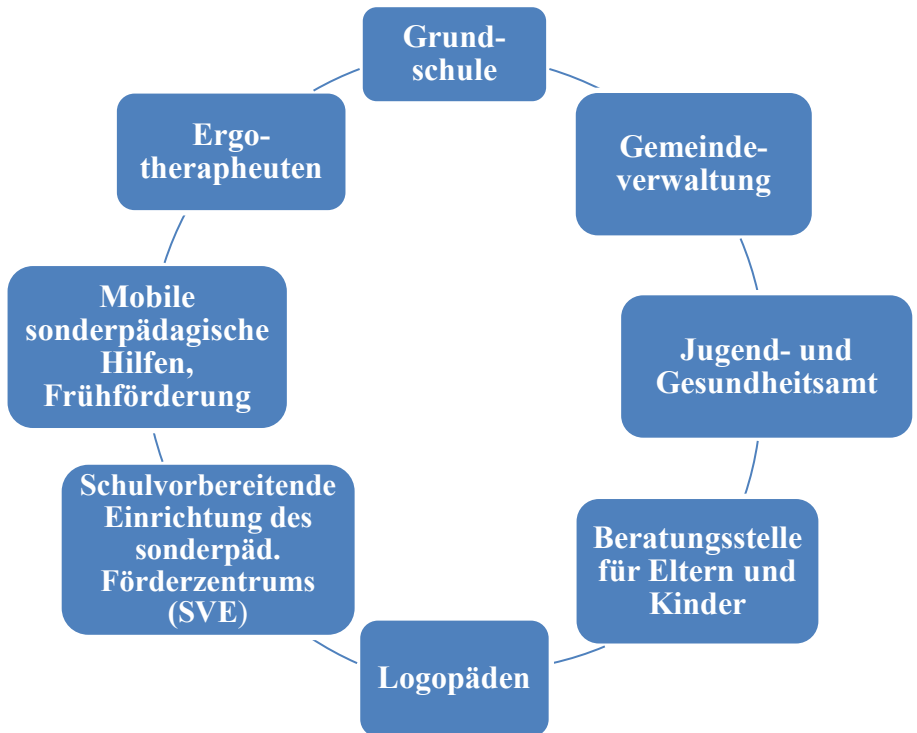 Grund-
schule
Gemeinde-
verwaltung
Jugend- und
Gesundheitsamt
Beratungsstelle
für Eltern und
Kinder
Logopäden
Schulvorbereitende
Einrichtung des
sonderpäd.
Förderzentrums
(SVE)
Mobile
sonderpädagische
Hilfen,
Frühförderung
Ergo-
therapheuten